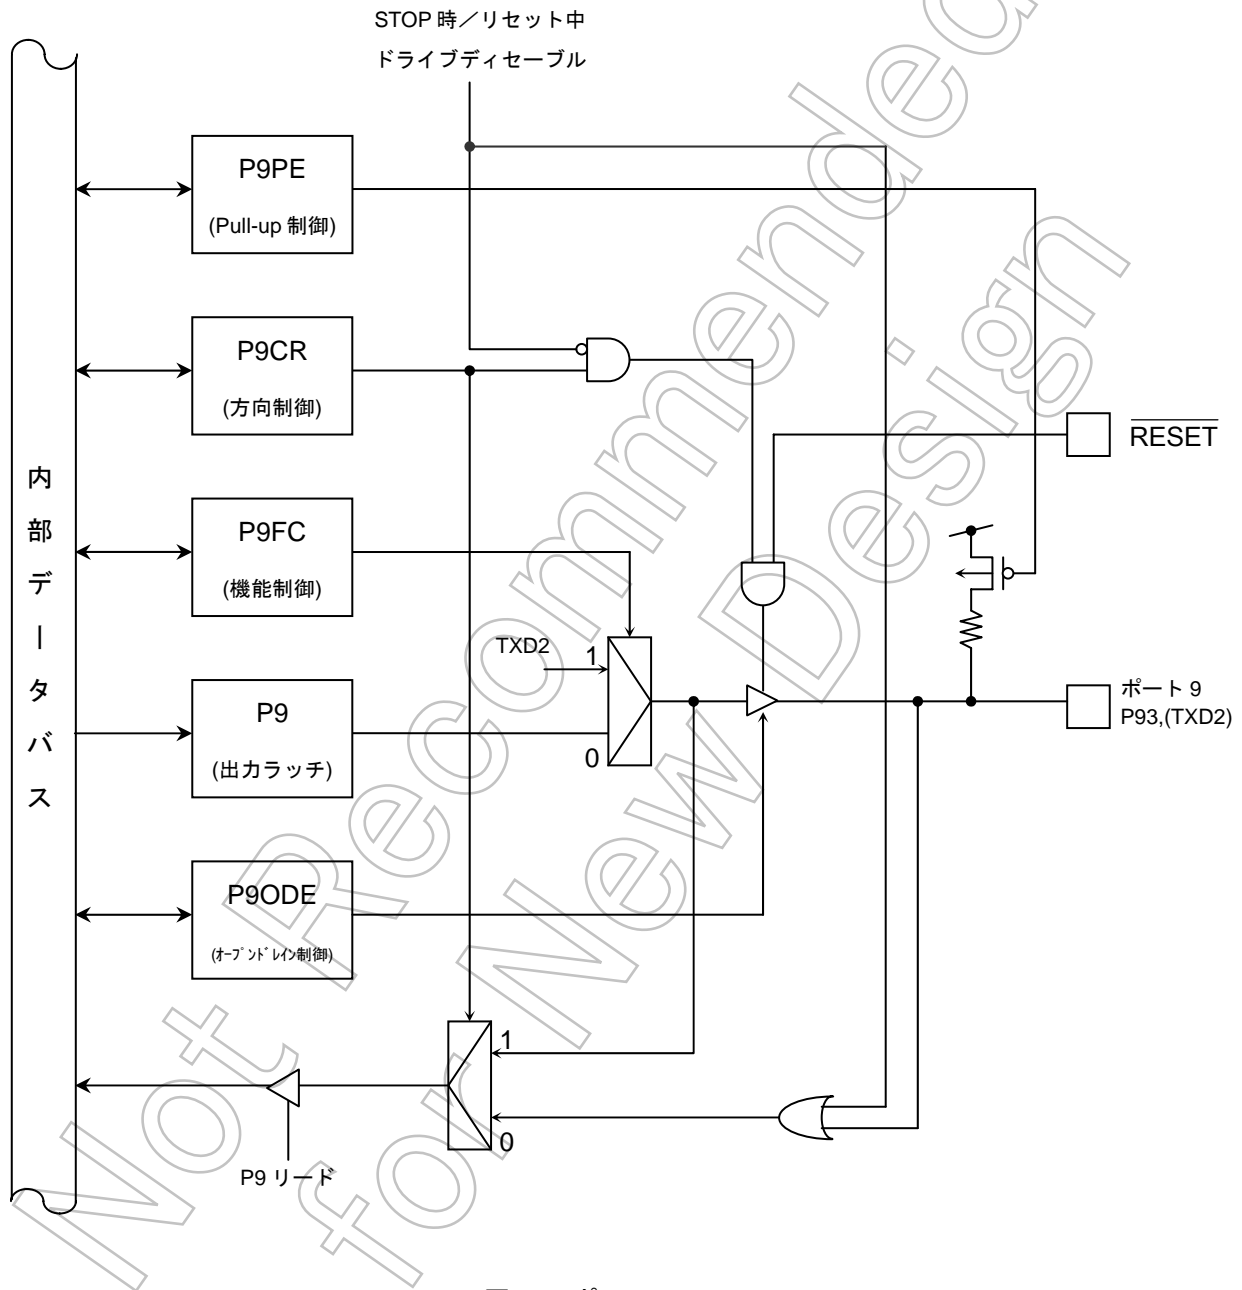 STOP 時／リセット中
ドライブディセーブル
P9PE
(Pull-up 制御)
P9CR
(方向制御)
RESET
内部データバス
P9FC
(機能制御)
TXD2
1
0
P9
(出力ラッチ)
ポート 9
P93,(TXD2)
P9ODE
(ｵｰﾌﾟﾝﾄﾞﾚｲﾝ制御)
1
0
P9 リード
Not Recommended
for New Design